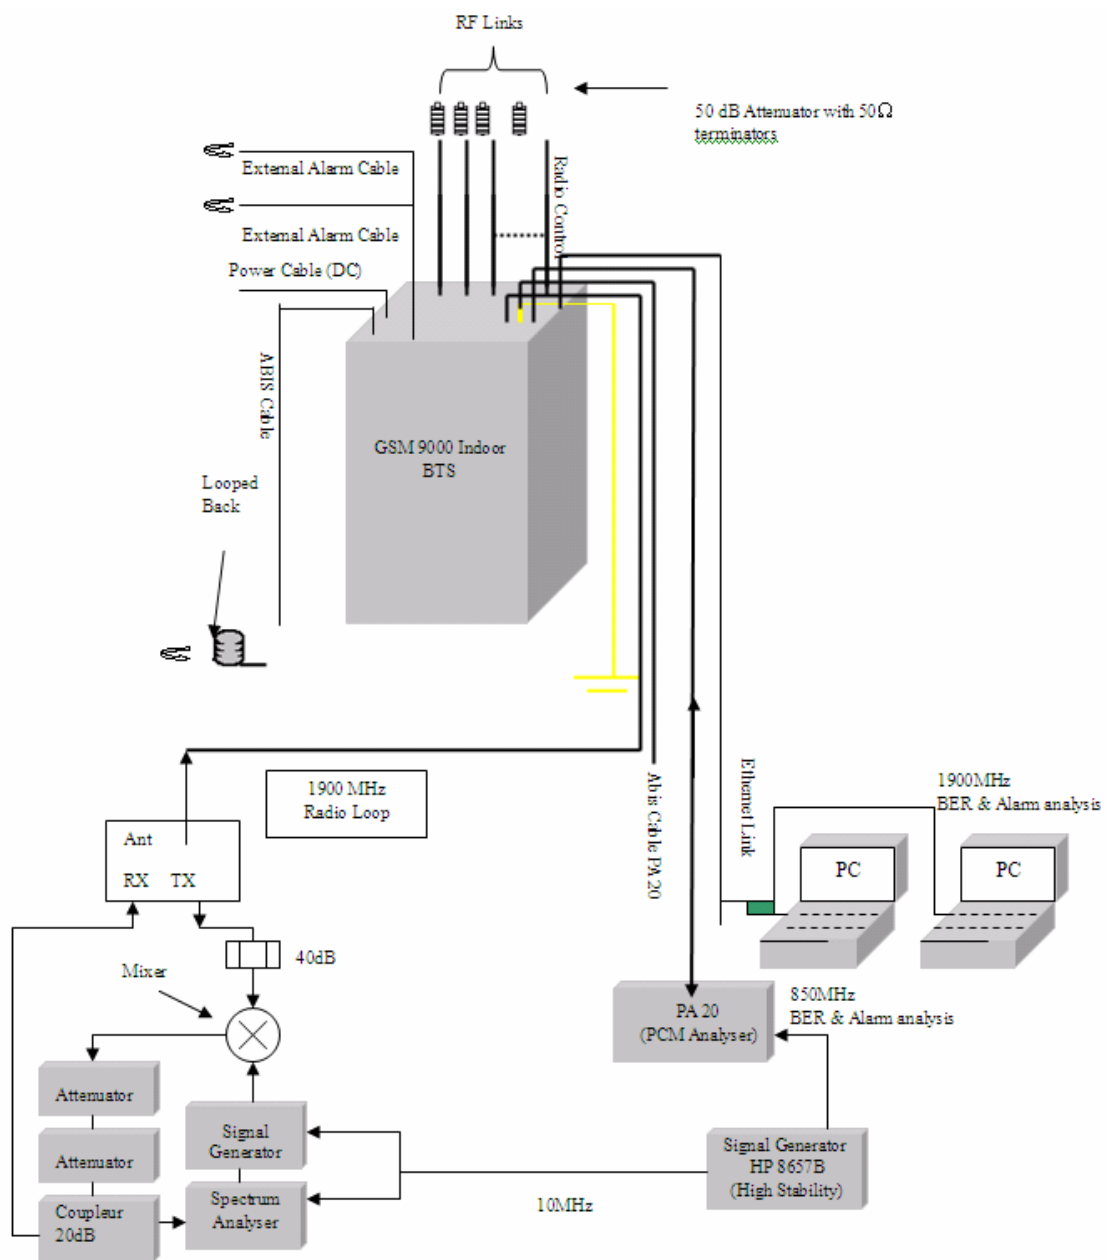 RF Links
50 dB Attenuator with 50Ω
terminators
External Alarm Cable
External Alarm Cable
Power Cable (DC)
Radio Control
ABIS Cable
GSM 9000 Indoor
BTS
Looped
Back
1900 MHz
Radio Loop
Abis Cable PA 20
Ethernet Link
1900MHz
BER & Alarm analysis
PC
PC
Ant
RX TX
40dB
Mixer
PA 20
(PCM Analyser)
850MHz
BER & Alarm analysis
Attenuator
Attenuator
Coupleur
20dB
Signal
Generator
Spectrum
Analyser
10MHz
Signal Generator
HP 8657B
(High Stability)